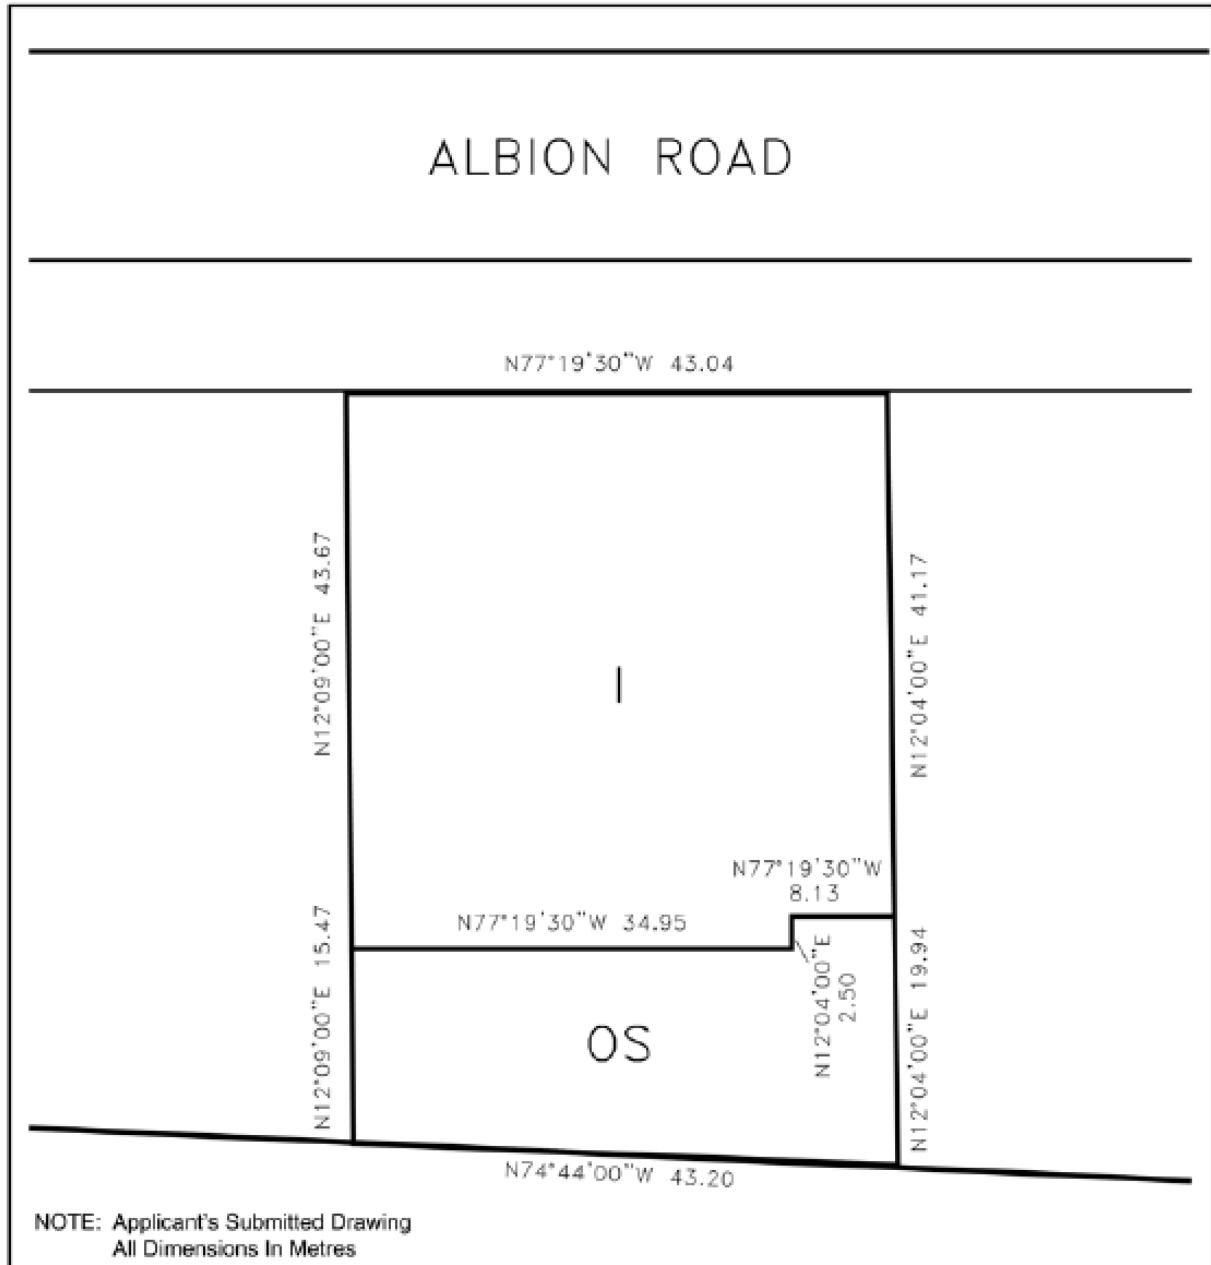 ALBION ROAD
N77°19'30"W 43.04
N12°09'00"E 43.67
N12°04'00"E 41.17
I
N77°19'30"W
8.13
N77°19'30"W 34.95
N12°04'00"E
2.50
N12°09'00"E 15.47
N12°04'00"E 19.94
OS
N74°44'00"W 43.20
NOTE: Applicant's Submitted Drawing
All Dimensions In Metres